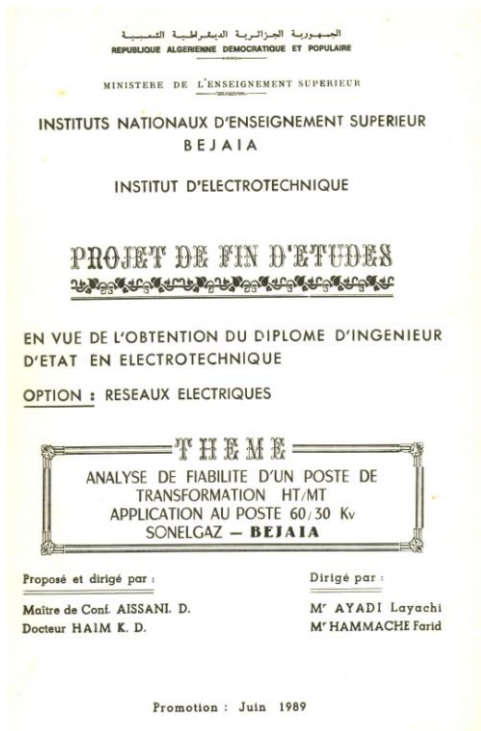 الجمهورية الجزائرية الديمقراطية الشعبية
REPUBLIQUE ALGERIENNE DEMOCRATIQUE ET POPULAIRE
MINISTERE DE L'ENSEIGNEMENT SUPERIEUR
INSTITUTS NATIONAUX D'ENSEIGNEMENT SUPERIEUR
BEJAIA
INSTITUT D'ELECTROTECHNIQUE
PROJET DE FIN D'ETUDES
EN VUE DE L'OBTENTION DU DIPLOME D'INGENIEUR
D'ETAT EN ELECTROTECHNIQUE
OPTION : RESEAUX ELECTRIQUES
THEME
ANALYSE DE FIABILITE D'UN POSTE DE
TRANSFORMATION HT/MT
APPLICATION AU POSTE 60/30 Kv
SONELGAZ — BEJAIA
Proposé et dirigé par :
Maître de Conf. AISSANI. D.
Docteur HAIM K. D.
Dirigé par :
Mr AYADI Layachi
Mr HAMMACHE Farid
Promotion : Juin 1989